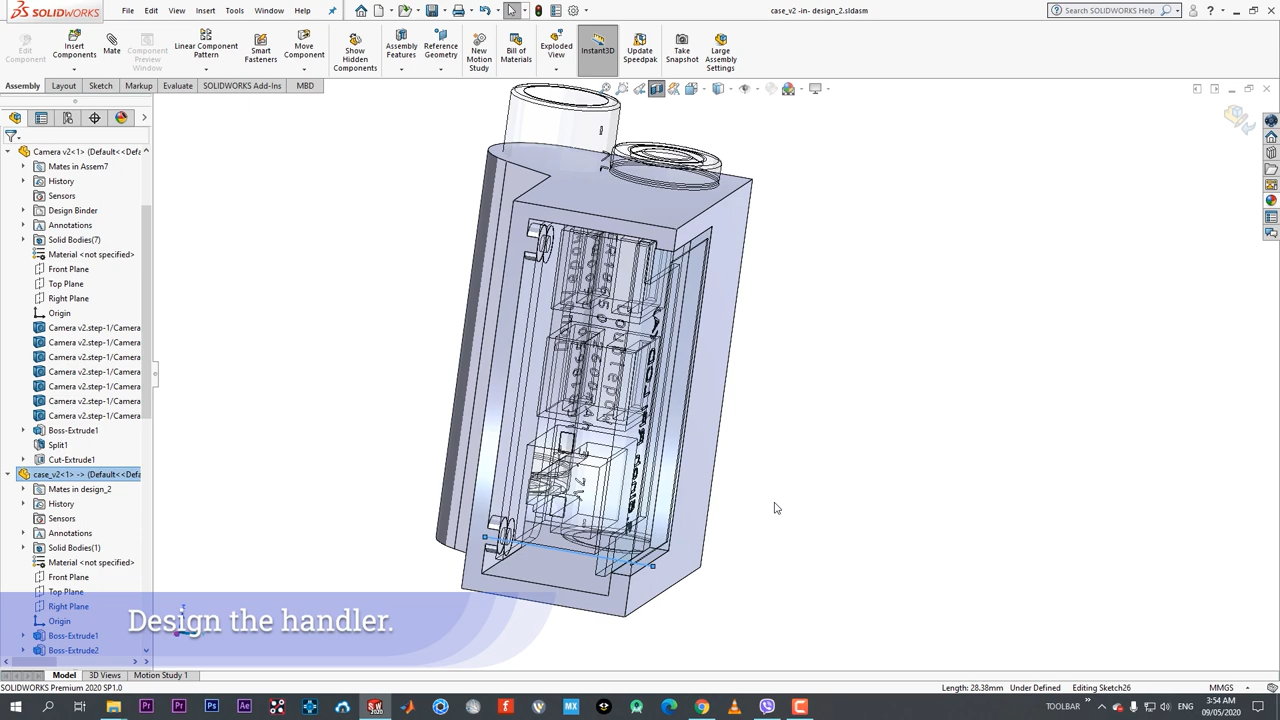 SOLIDWORKS
File
Edit
View
Insert
Tools
Window
Help
case_v2 -in- design_2.sldasm
Search SOLIDWORKS Help
Edit
Component
Insert
Components
Mate
Component
Preview
Window
Linear Component
Pattern
Smart
Fasteners
Move
Component
Show
Hidden
Components
Assembly
Features
Reference
Geometry
New
Motion
Study
Bill of
Materials
Exploded
View
Instant3D
Update
Speedpak
Take
Snapshot
Large
Assembly
Settings
Assembly
Layout
Sketch
Markup
Evaluate
SOLIDWORKS Add-Ins
MBD
Camera v2<1> (Default<<Defa
Mates in Assem7
History
Sensors
Design Binder
Annotations
Solid Bodies(7)
Material <not specified>
Front Plane
Top Plane
Right Plane
Origin
Camera v2.step-1/Camera
Camera v2.step-1/Camera
Camera v2.step-1/Camera
Camera v2.step-1/Camera
Camera v2.step-1/Camera
Camera v2.step-1/Camera
Camera v2.step-1/Camera
Boss-Extrude1
Split1
Cut-Extrude1
case_v2<1> -> (Default<<Defa
Mates in design_2
History
Sensors
Annotations
Solid Bodies(1)
Material <not specified>
Front Plane
Top Plane
Right Plane
Origin
Boss-Extrude1
Boss-Extrude2
Design the handler.
Model
3D Views
Motion Study 1
SOLIDWORKS Premium 2020 SP1.0
Length: 28.38mm
Under Defined
Editing Sketch26
MMGS
TOOLBAR
ENG
3:54 AM
09/05/2020